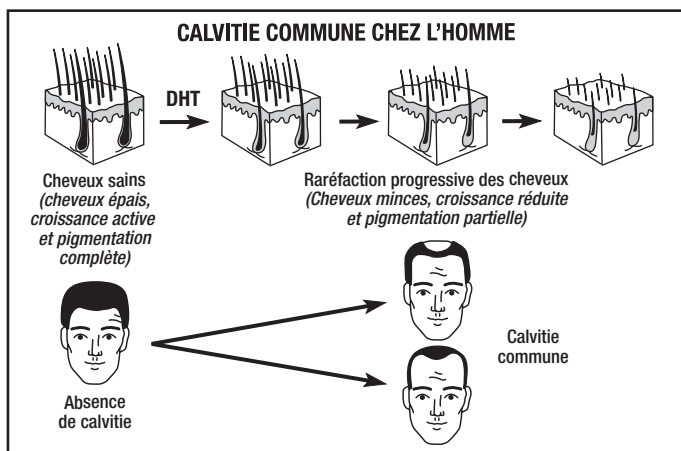 CALVITIE COMMUNE CHEZ L'HOMME
DHT
Cheveux sains
(cheveux épais,
croissance active
et pigmentation
complète)
Raréfaction progressive des cheveux
(Cheveux minces, croissance réduite
et pigmentation partielle)
Absence
de calvitie
Calvitie
commune